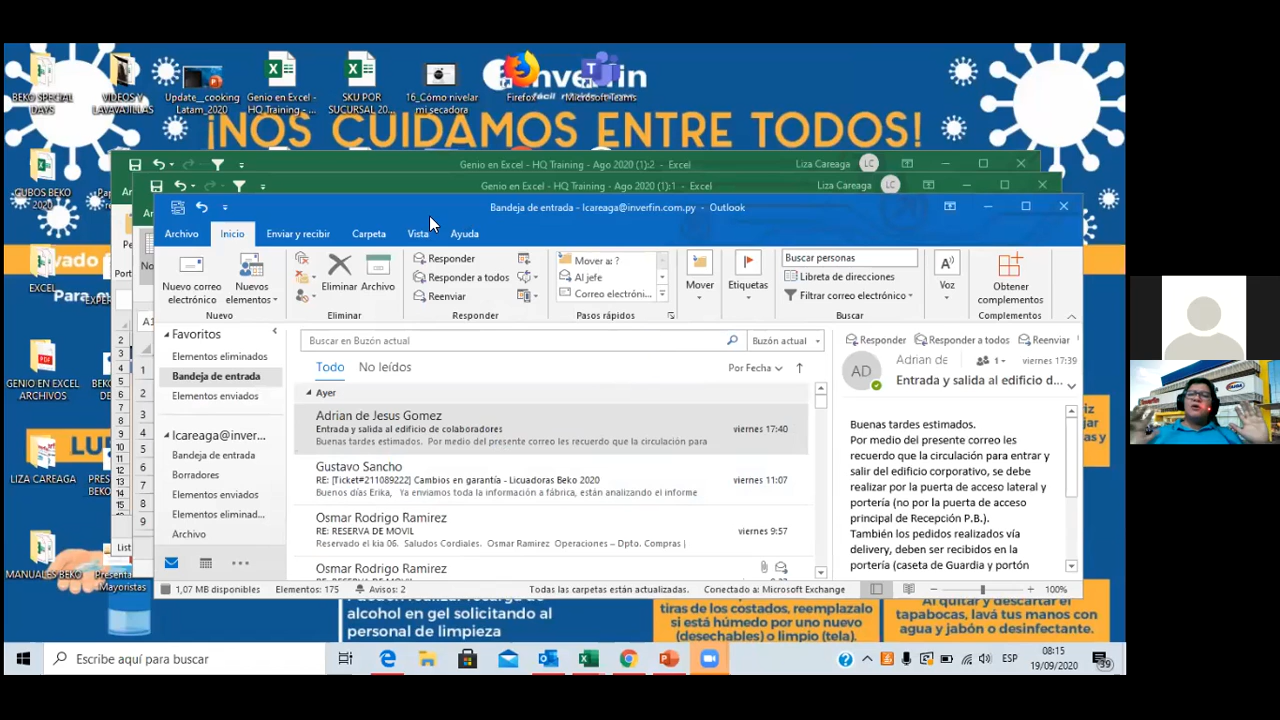 BEKO SPECIAL DAYS
VIDEOS Y LAVAVAJILLAS
Update_cooking Latam_2020
Genio en Excel - HQ Training -...
SKU POR SUCURSAL 20...
16_Cómo nivelar mi secadora
Firefox
Microsoft Teams
¡NOS CUIDAMOS ENTRE TODOS!
Genio en Excel - HQ Training - Ago 2020 (1):2 - Excel
Liza Careaga
LC
Genio en Excel - HQ Training - Ago 2020 (1):1 - Excel
Liza Careaga
LC
CUBOS BEKO 2020
EXCEL
GENIO EN EXCEL ARCHIVOS
LIZA CAREAGA
MANUALES BEKO
Presenta...
Mayoristas
Bandeja de entrada - lcareaga@inverfin.com.py - Outlook
Archivo
Inicio
Enviar y recibir
Carpeta
Vista
Ayuda
Nuevo correo electrónico
Nuevos elementos
Nuevo
Eliminar
Archivo
Eliminar
Responder
Responder a todos
Reenviar
Responder
Mover a: ?
Al jefe
Correo electróni...
Pasos rápidos
Mover
Etiquetas
Buscar personas
Libreta de direcciones
Filtrar correo electrónico
Buscar
Voz
Obtener complementos
Complementos
Favoritos
Elementos eliminados
Bandeja de entrada
Elementos enviados
lcareaga@inver...
Bandeja de entrada
Borradores
Elementos enviados
Elementos eliminad...
Archivo
Buscar en Buzón actual
Buzón actual
Todo
No leídos
Por Fecha
Ayer
Adrian de Jesus Gomez
Entrada y salida al edificio de colaboradores
viernes 17:40
Buenas tardes estimados. Por medio del presente correo les recuerdo que la circulación para
Gustavo Sancho
RE: [Ticket#211089222] Cambios en garantía - Licuadoras Beko 2020
viernes 11:07
Buenos días Erika, Ya enviamos toda la información a fábrica, están analizando el informe
Osmar Rodrigo Ramirez
RE: RESERVA DE MOVIL
viernes 9:57
Reservado el kia 06. Saludos Cordiales. Osmar Ramirez Operaciones – Dpto. Compras |
Osmar Rodrigo Ramirez
Responder
Responder a todos
Reenviar
AD
Adrian de
1
viernes 17:39
Entrada y salida al edificio d...
Buenas tardes estimados.
Por medio del presente correo les
recuerdo que la circulación para entrar y
salir del edificio corporativo, se debe
realizar por la puerta de acceso lateral y
portería (no por la puerta de acceso
principal de Recepción P.B.).
También los pedidos realizados vía
delivery, deben ser recibidos en la
portería (caseta de Guardia y portón
1,07 MB disponibles
Elementos: 175
Avisos: 2
Todas las carpetas están actualizadas.
Conectado a: Microsoft Exchange
100%
alcohol en gel solicitando al
personal de limpieza
tiras de los costados, reemplazalo
si está húmedo por uno nuevo
(desechables) o limpio (tela).
Al quitar y descartar el
tapabocas, lavá tus manos con
agua y jabón o desinfectante.
Escribe aquí para buscar
ESP
08:15
19/09/2020
39